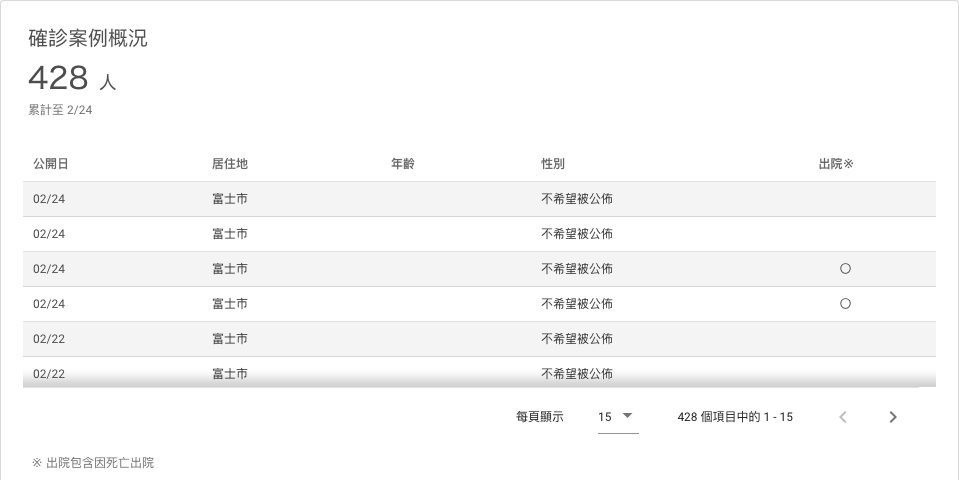 確診案例概況
428 人
累計至 2/24
公開日 居住地 年齡 性別 出院※
02/24 富士市 不希望被公佈
02/24 富士市 不希望被公佈
02/24 富士市 不希望被公佈 ○
02/24 富士市 不希望被公佈 ○
02/22 富士市 不希望被公佈
02/22 富士市 不希望被公佈
每頁顯示 15 428 個項目中的 1 - 15
※ 出院包含因死亡出院